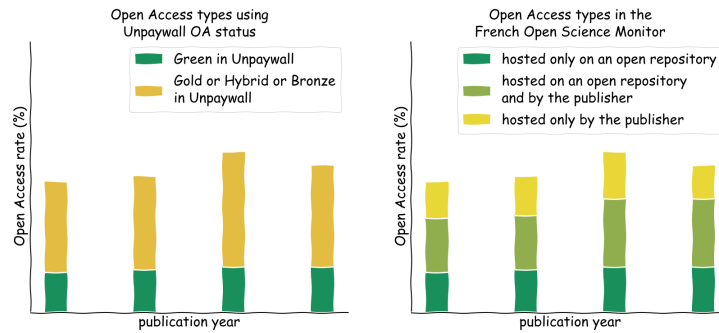 Open Access types using
Unpaywall OA status
Green in Unpaywall
Gold or Hybrid or Bronze
in Unpaywall
Open Access rate (%)
publication year
Open Access types in the
French Open Science Monitor
hosted only on an open repository
hosted on an open repository
and by the publisher
hosted only by the publisher
Open Access rate (%)
publication year